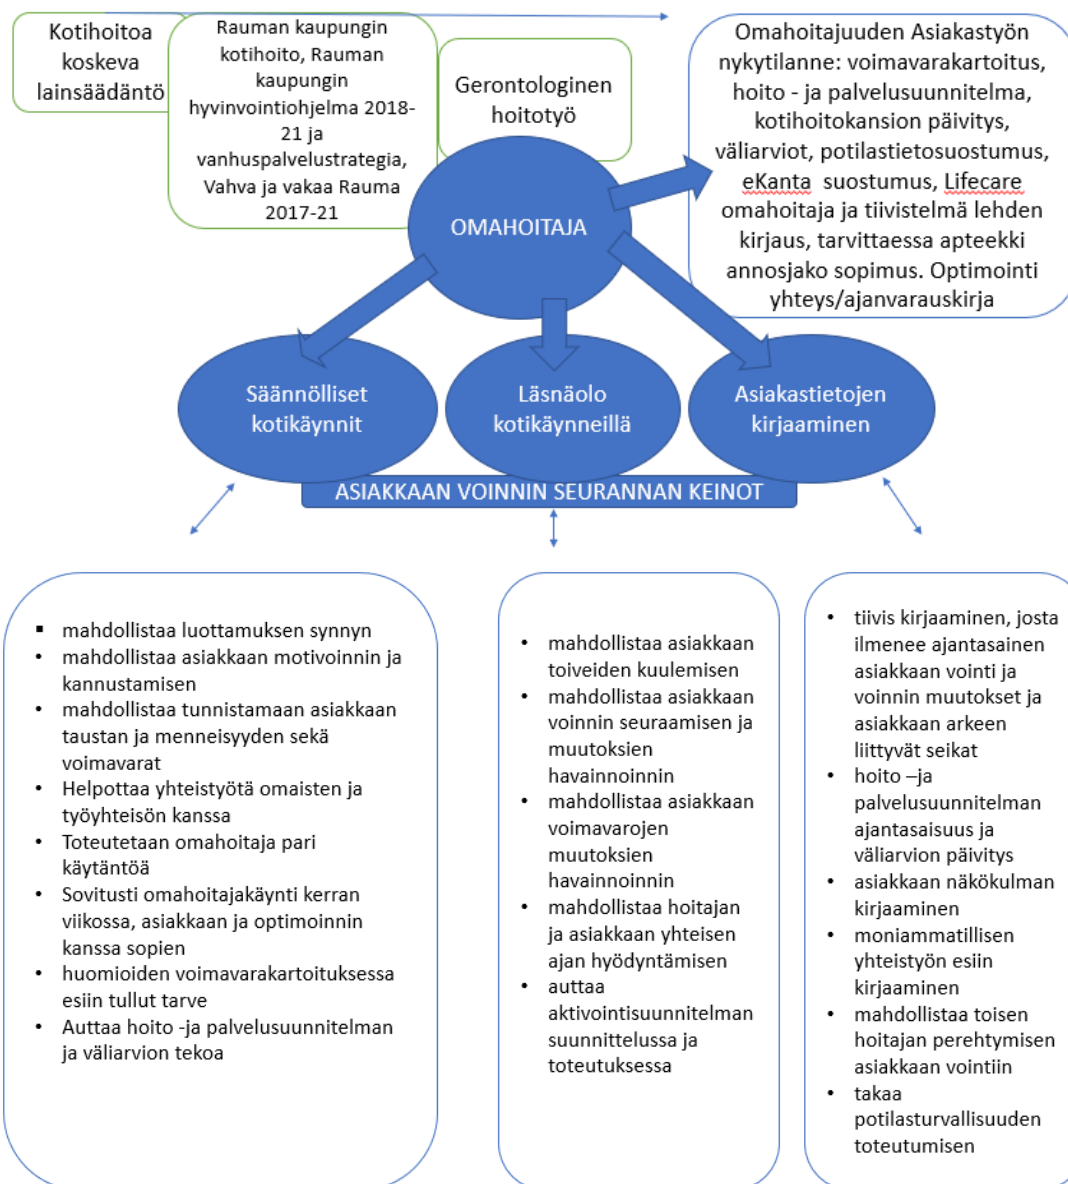 Kotihoitoa
koskeva
lainsäädäntö
Rauman kaupungin
kotihoito, Rauman
kaupungin
hyvinvointiohjelma 2018-
21 ja
vanhuspalvelustrategia,
Vahva ja vakaa Rauma
2017-21
Gerontologinen
hoitotyö
Omahoitajuuden Asiakastyön
nykytilanne: voimavarakartoitus,
hoito - ja palvelusuunnitelma,
kotihoitokansion päivitys,
väliarviot, potilastietosuostumus,
eKanta suostumus, Lifecare
omahoitaja ja tiivistelmä lehden
kirjaus, tarvittaessa apteekki
annosjako sopimus. Optimointi
yhteys/ajanvarauskirja
OMAHOITAJA
Säännölliset
kotikäynnit
Läsnäolo
kotikäynneillä
Asiakastietojen
kirjaaminen
ASIAKKAAN VOINNIN SEURANNAN KEINOT
▪ mahdollistaa luottamuksen synnyn
• mahdollistaa asiakkaan motivoinnin ja
kannustamisen
• mahdollistaa tunnistamaan asiakkaan
taustan ja menneisyyden sekä
voimavarat
• Helpottaa yhteistyötä omaisten ja
työyhteisön kanssa
• Toteutetaan omahoitaja pari
käytäntöä
• Sovitusti omahoitajakäynti kerran
viikossa, asiakkaan ja optimoinnin
kanssa sopien
• huomioiden voimavarakartoituksessa
esiin tullut tarve
• Auttaa hoito -ja palvelusuunnitelman
ja väliarvion tekoa
• mahdollistaa asiakkaan
toiveiden kuulemisen
• mahdollistaa asiakkaan
voinnin seuraamisen ja
muutoksien
havainnoinnin
• mahdollistaa asiakkaan
voimavarojen
muutoksien
havainnoinnin
• mahdollistaa hoitajan
ja asiakkaan yhteisen
ajan hyödyntämisen
• auttaa
aktivointisuunnitelman
suunnittelussa ja
toteutuksessa
• tiivis kirjaaminen, josta
ilmenee ajantasainen
asiakkaan vointi ja
voinnin muutokset ja
asiakkaan arkeen
liittyvät seikat
• hoito –ja
palvelusuunnitelman
ajantasaisuus ja
väliarvion päivitys
• asiakkaan näkökulman
kirjaaminen
• moniammatillisen
yhteistyön esiin
kirjaaminen
• mahdollistaa toisen
hoitajan perehtymisen
asiakkaan vointiin
• takaa
potilasturvallisuuden
toteutumisen